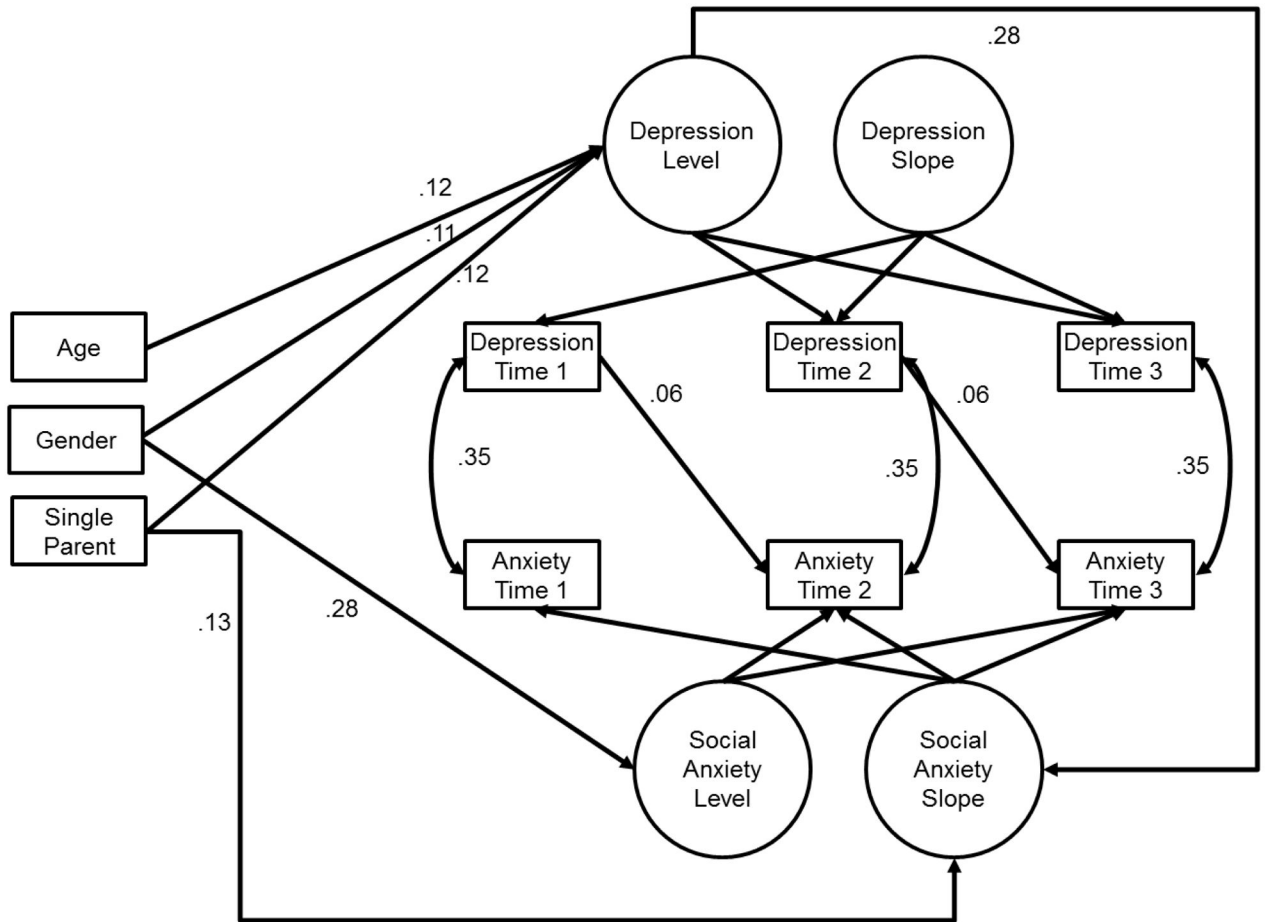 .28
Depression
Level
Depression
Slope
.12
.11
.12
Age
Gender
Single
Parent
Depression
Time 1
Depression
Time 2
Depression
Time 3
.06
.06
.35
.35
.35
Anxiety
Time 1
Anxiety
Time 2
Anxiety
Time 3
.13
.28
Social
Anxiety
Level
Social
Anxiety
Slope